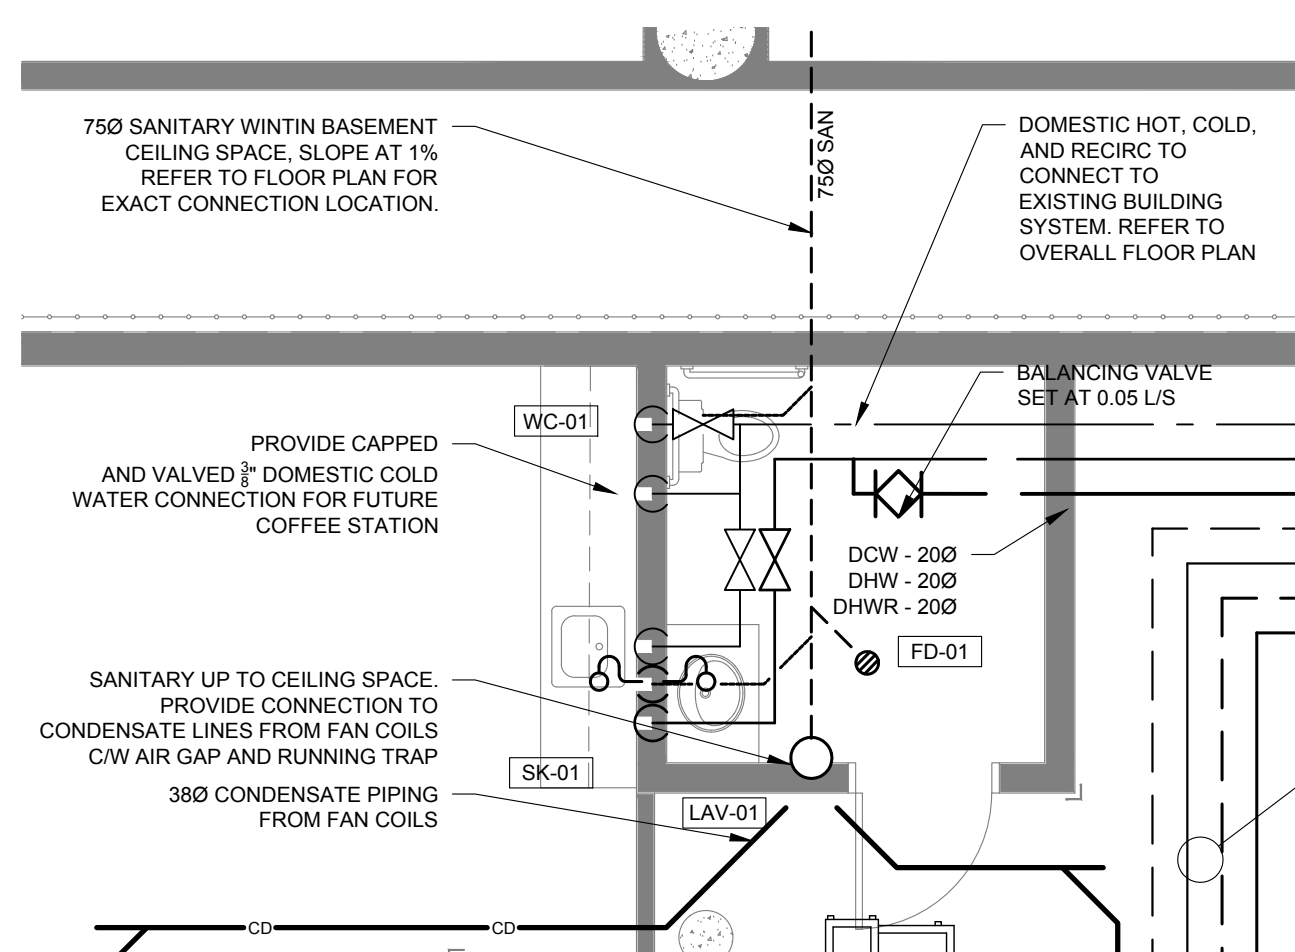 75Ø SANITARY WINTIN BASEMENT
CEILING SPACE, SLOPE AT 1%
REFER TO FLOOR PLAN FOR
EXACT CONNECTION LOCATION.
75Ø SAN
DOMESTIC HOT, COLD,
AND RECIRC TO
CONNECT TO
EXISTING BUILDING
SYSTEM. REFER TO
OVERALL FLOOR PLAN
BALANCING VALVE
SET AT 0.05 L/S
WC-01
PROVIDE CAPPED
AND VALVED 3/8" DOMESTIC COLD
WATER CONNECTION FOR FUTURE
COFFEE STATION
DCW - 20Ø
DHW - 20Ø
DHWR - 20Ø
FD-01
SANITARY UP TO CEILING SPACE.
PROVIDE CONNECTION TO
CONDENSATE LINES FROM FAN COILS
C/W AIR GAP AND RUNNING TRAP
SK-01
38Ø CONDENSATE PIPING
FROM FAN COILS
LAV-01
CD
CD